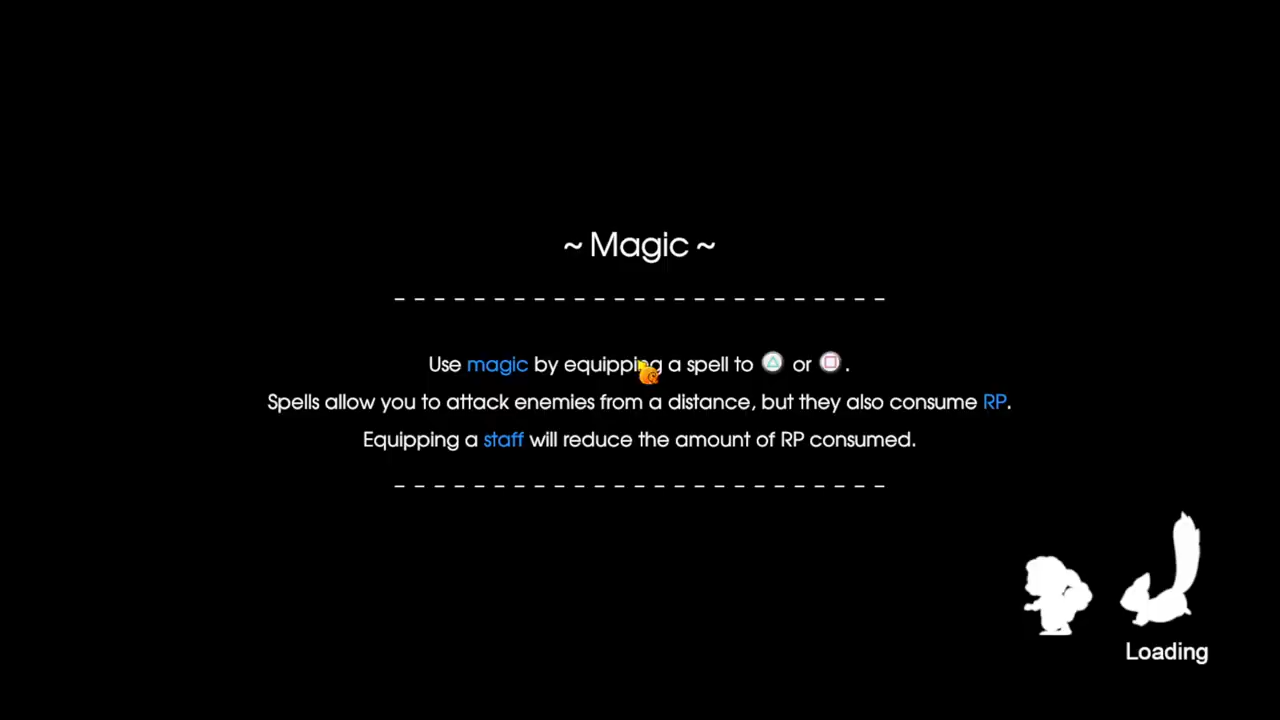 ~ Magic ~
Use magic by equipping a spell to △ or □.
Spells allow you to attack enemies from a distance, but they also consume RP.
Equipping a staff will reduce the amount of RP consumed.
Loading